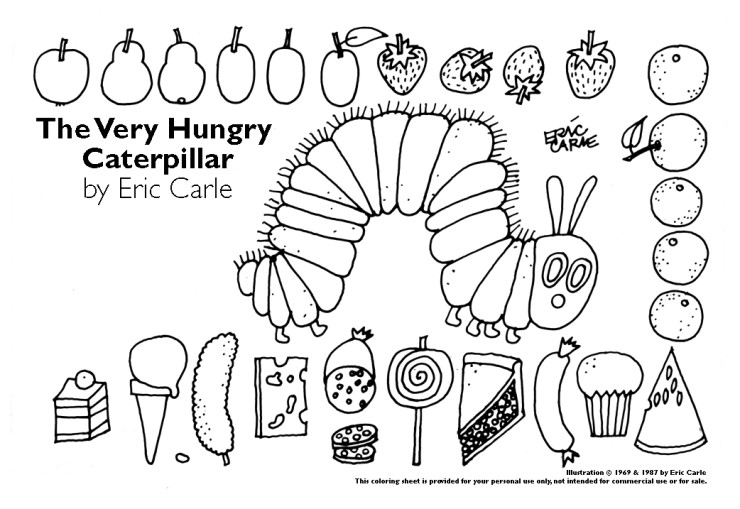 The Very Hungry
Caterpillar
by Eric Carle
ERIC
CARLE
Illustration © 1969 & 1987 by Eric Carle
This coloring sheet is provided for your personal use only, not intended for commercial use or for sale.